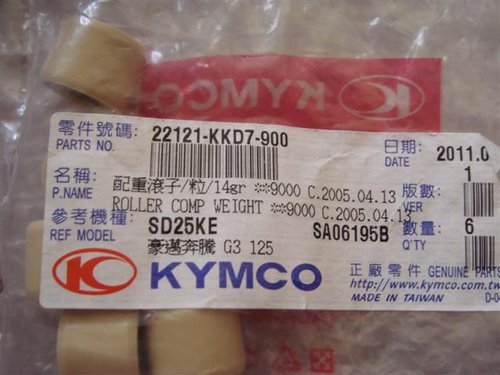 KYMCO
零件號碼: 22121-KKD7-900 日期: 2011.0
PARTS NO. DATE
名稱: 配重滾子/粒/14gr ※※9000 C.2005.04.13 版數: 1
P.NAME ROLLER COMP WEIGHT ※※9000 C.2005.04.13 VER
參考機種: SD25KE SA06195B 數量: 6
REF MODEL 豪邁奔騰 G3 125 Q'TY
KYMCO 正廠零件 GENUINE PARTS
http://www.kymco.com.tw
MADE IN TAIWAN D-0